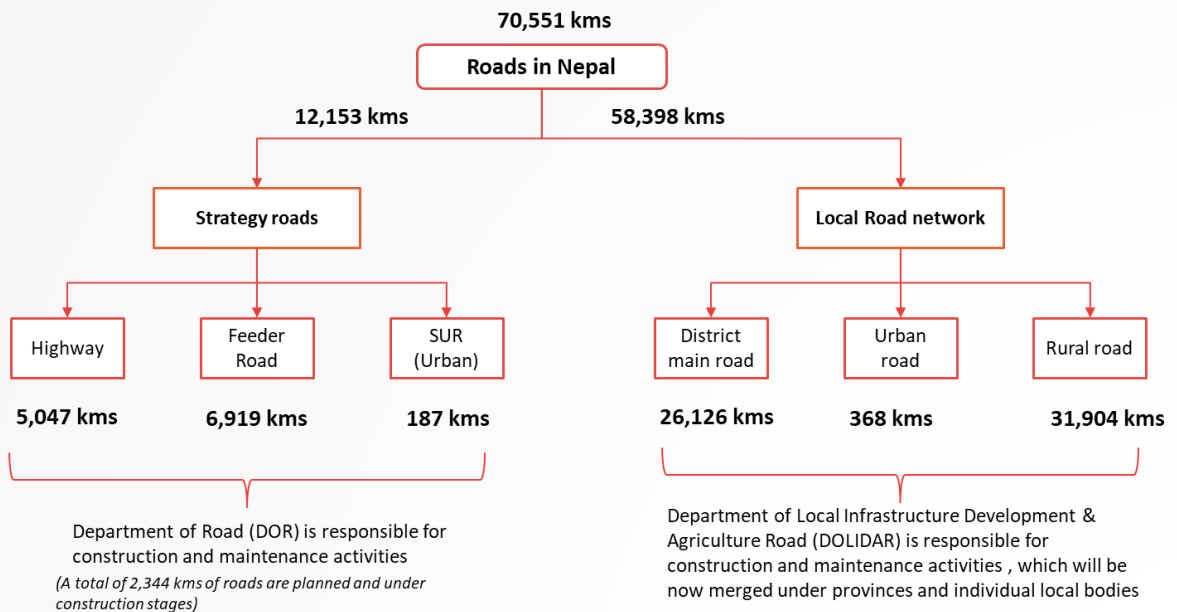 70,551 kms
Roads in Nepal
12,153 kms
58,398 kms
Strategy roads
Local Road network
Highway
Feeder
Road
SUR
(Urban)
District
main road
Urban
road
Rural road
5,047 kms
6,919 kms
187 kms
26,126 kms
368 kms
31,904 kms
Department of Road (DOR) is responsible for
construction and maintenance activities
(A total of 2,344 kms of roads are planned and under
construction stages)
Department of Local Infrastructure Development &
Agriculture Road (DOLIDAR) is responsible for
construction and maintenance activities , which will be
now merged under provinces and individual local bodies